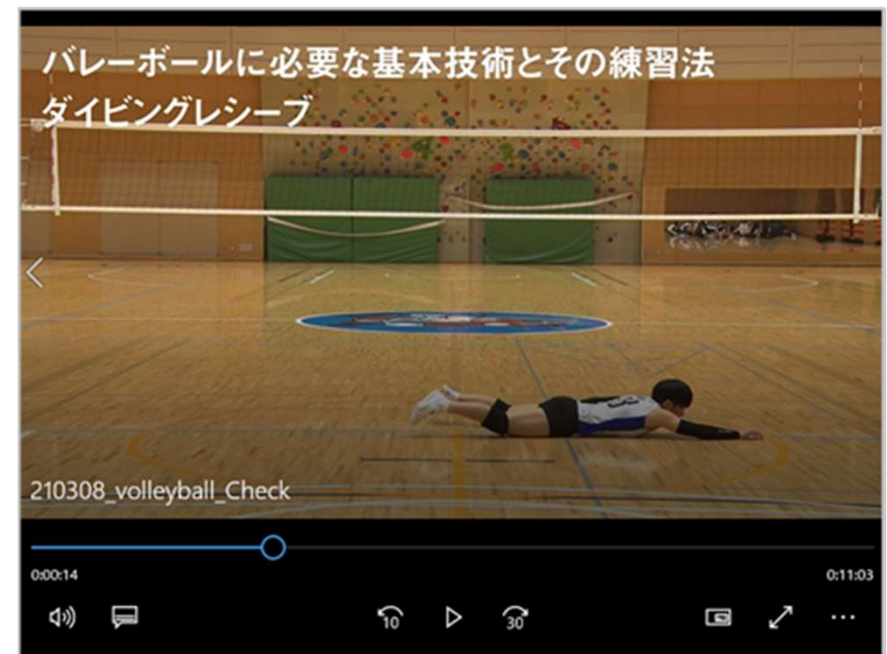 バレーボールに必要な基本技術とその練習法
ダイビングレシーブ
210308_volleyball_Check
0:00:14
0:11:03
10
30